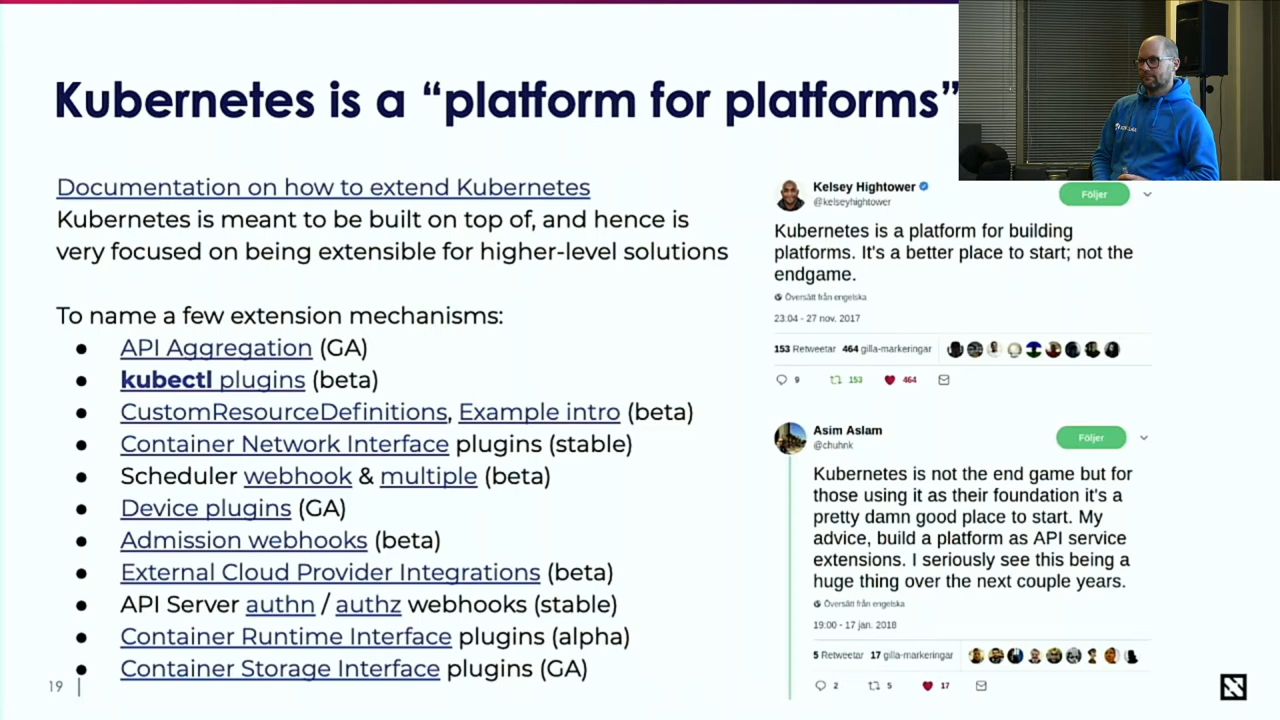 Kubernetes is a “platform for platforms”
Documentation on how to extend Kubernetes
Kubernetes is meant to be built on top of, and hence is
very focused on being extensible for higher-level solutions
To name a few extension mechanisms:
● API Aggregation (GA)
● kubectl plugins (beta)
● CustomResourceDefinitions, Example intro (beta)
● Container Network Interface plugins (stable)
● Scheduler webhook & multiple (beta)
● Device plugins (GA)
● Admission webhooks (beta)
● External Cloud Provider Integrations (beta)
● API Server authn / authz webhooks (stable)
● Container Runtime Interface plugins (alpha)
● Container Storage Interface plugins (GA)
19
Kelsey Hightower
@kelseyhightower
Följer
Kubernetes is a platform for building
platforms. It's a better place to start; not the
endgame.
Översätt från engelska
23:04 - 27 nov. 2017
153 Retweetar 464 gilla-markeringar
9 153 464
Asim Aslam
@chuhnk
Följer
Kubernetes is not the end game but for
those using it as their foundation it's a
pretty damn good place to start. My
advice, build a platform as API service
extensions. I seriously see this being a
huge thing over the next couple years.
Översätt från engelska
19:00 - 17 jan. 2018
5 Retweetar 17 gilla-markeringar
2 5 17